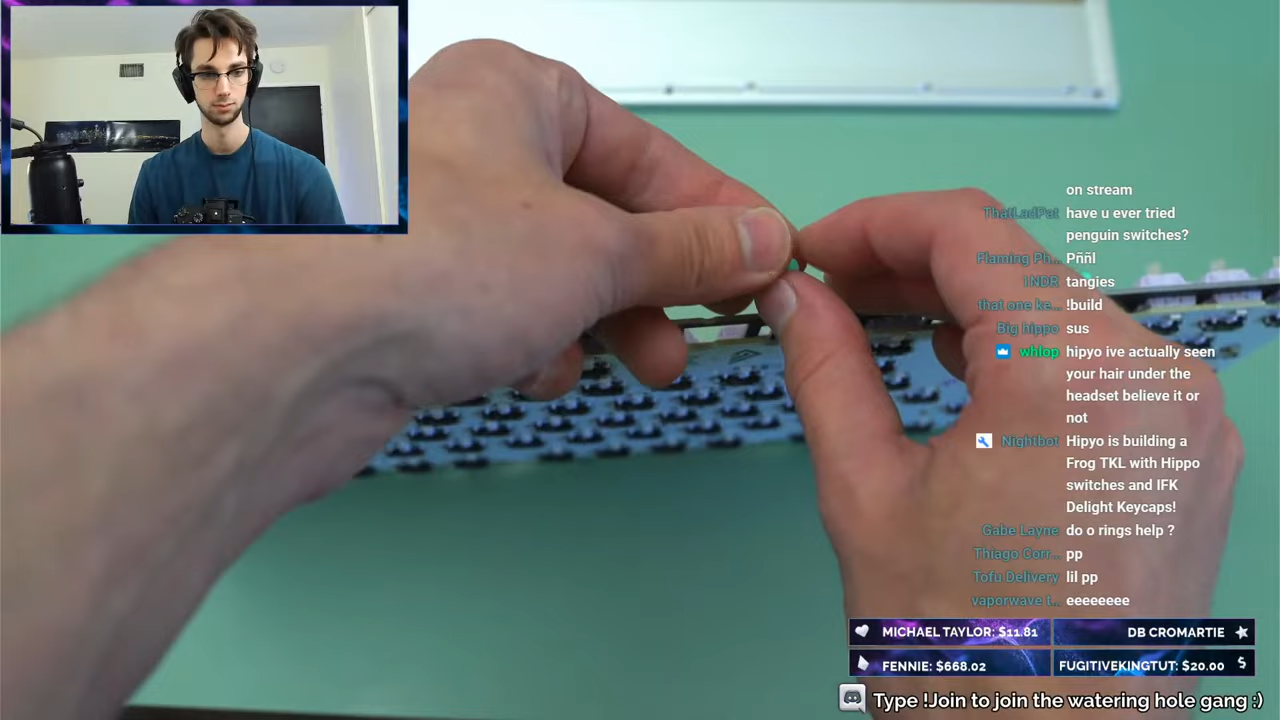 on stream
ThatLadPat have u ever tried
penguin switches?
Flaming Ph... Pññl
1NDR tangies
that one ke... !build
Big hippo sus
whlop hipyo ive actually seen
your hair under the
headset believe it or
not
Nightbot Hipyo is building a
Frog TKL with Hippo
switches and IFK
Delight Keycaps!
Gabe Layne do o rings help ?
Thiago Corr... pp
Tofu Delivery lil pp
vaporwave t... eeeeeeee
MICHAEL TAYLOR: $11.81
DB CROMARTIE
FENNIE: $668.02
FUGITIVEKINGTUT: $20.00
Type !Join to join the watering hole gang :)